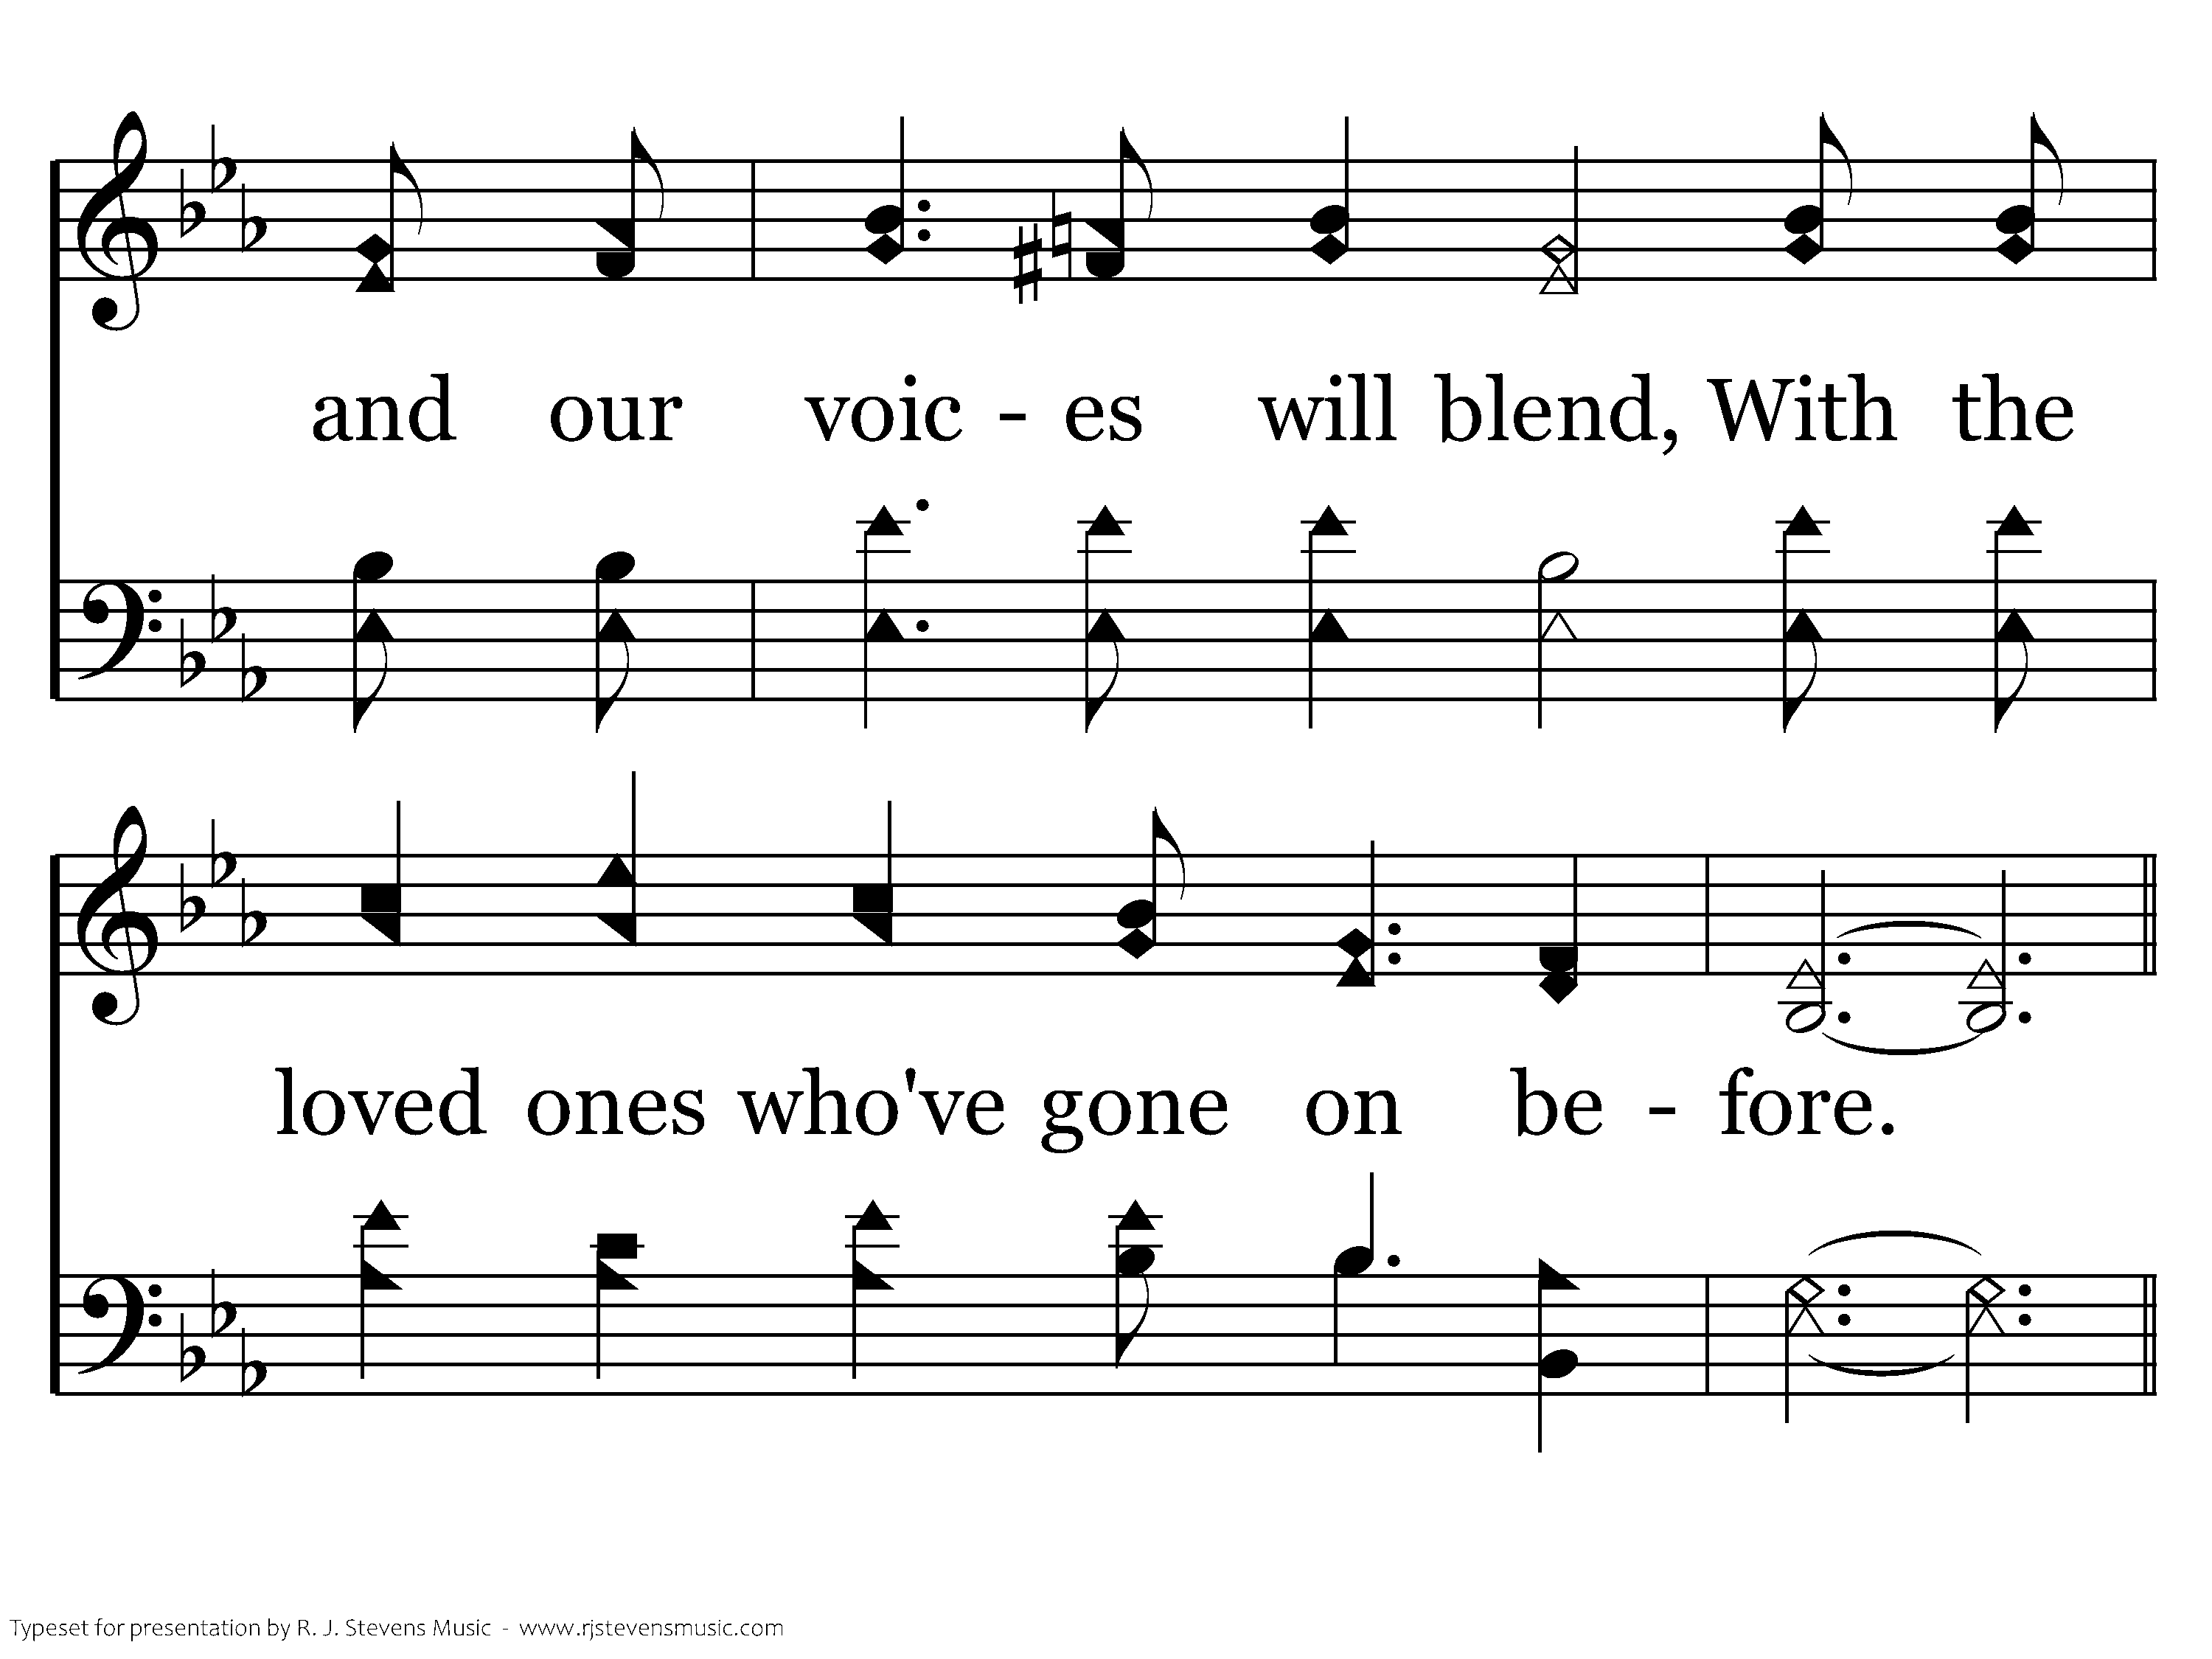 and our voic - es will blend, With the
loved ones who've gone on be - fore.
Typeset for presentation by R. J. Stevens Music - www.rjstevensmusic.com